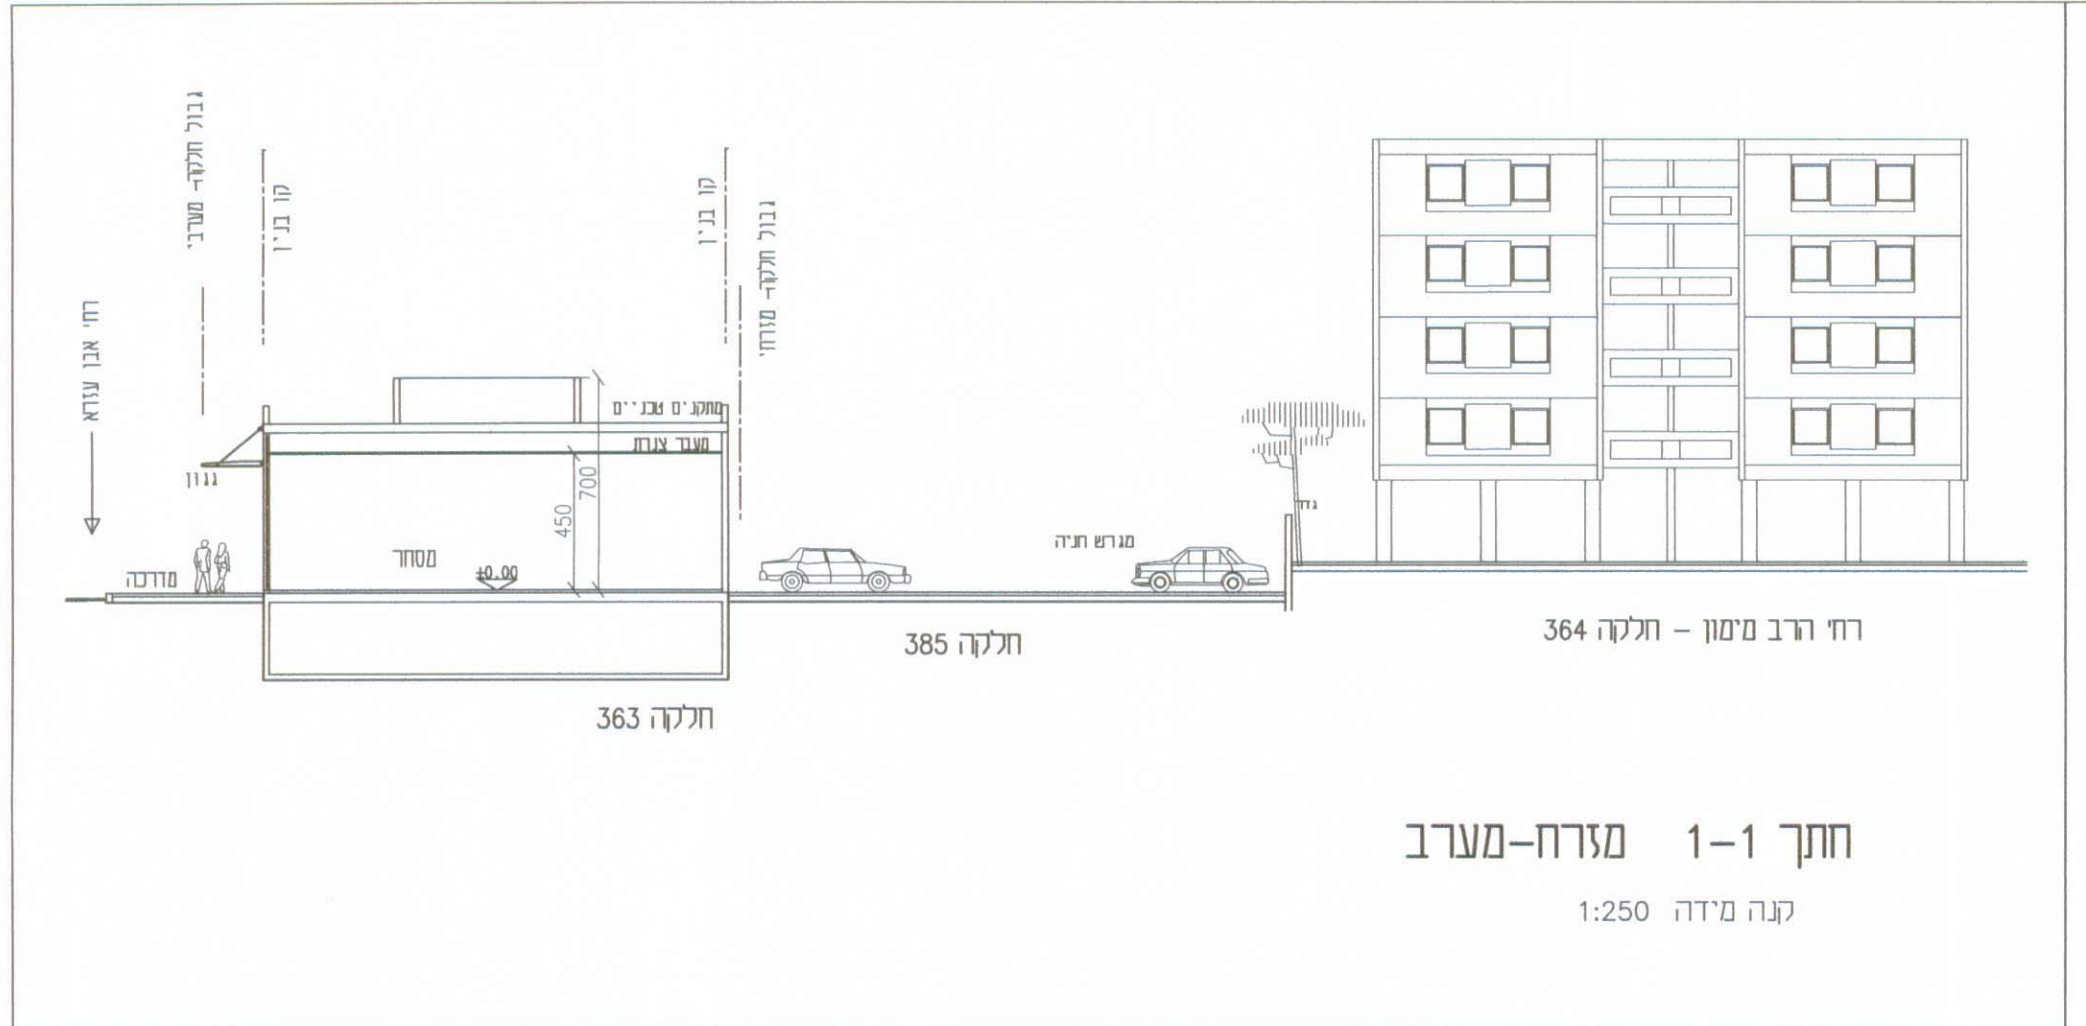 גבול חלקה- מערבי
קו בנין
קו בנין
גבול חלקה- מזרחי
רחי אבן עזרא
מתקנים טכניים
מעבר צנרת
גגון
700
450
מסחר
±0.00
מדרכה
מגרש חניה
גדר
חלקה 363
חלקה 385
רחי הרב מימון – חלקה 364
חתך 1–1 מזרח–מערב
קנה מידה 1:250